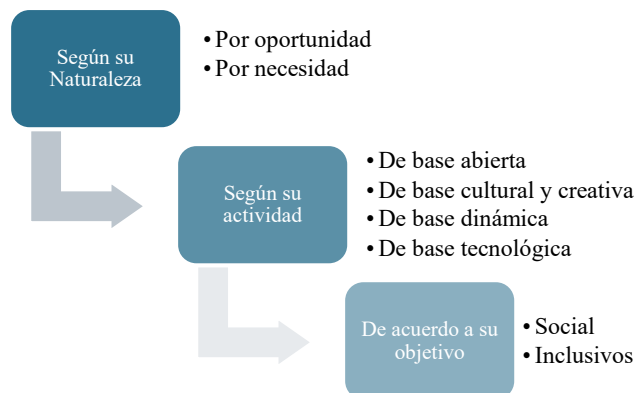 Según su
Naturaleza
• Por oportunidad
• Por necesidad
Según su
actividad
• De base abierta
• De base cultural y creativa
• De base dinámica
• De base tecnológica
De acuerdo a su
objetivo
• Social
• Inclusivos